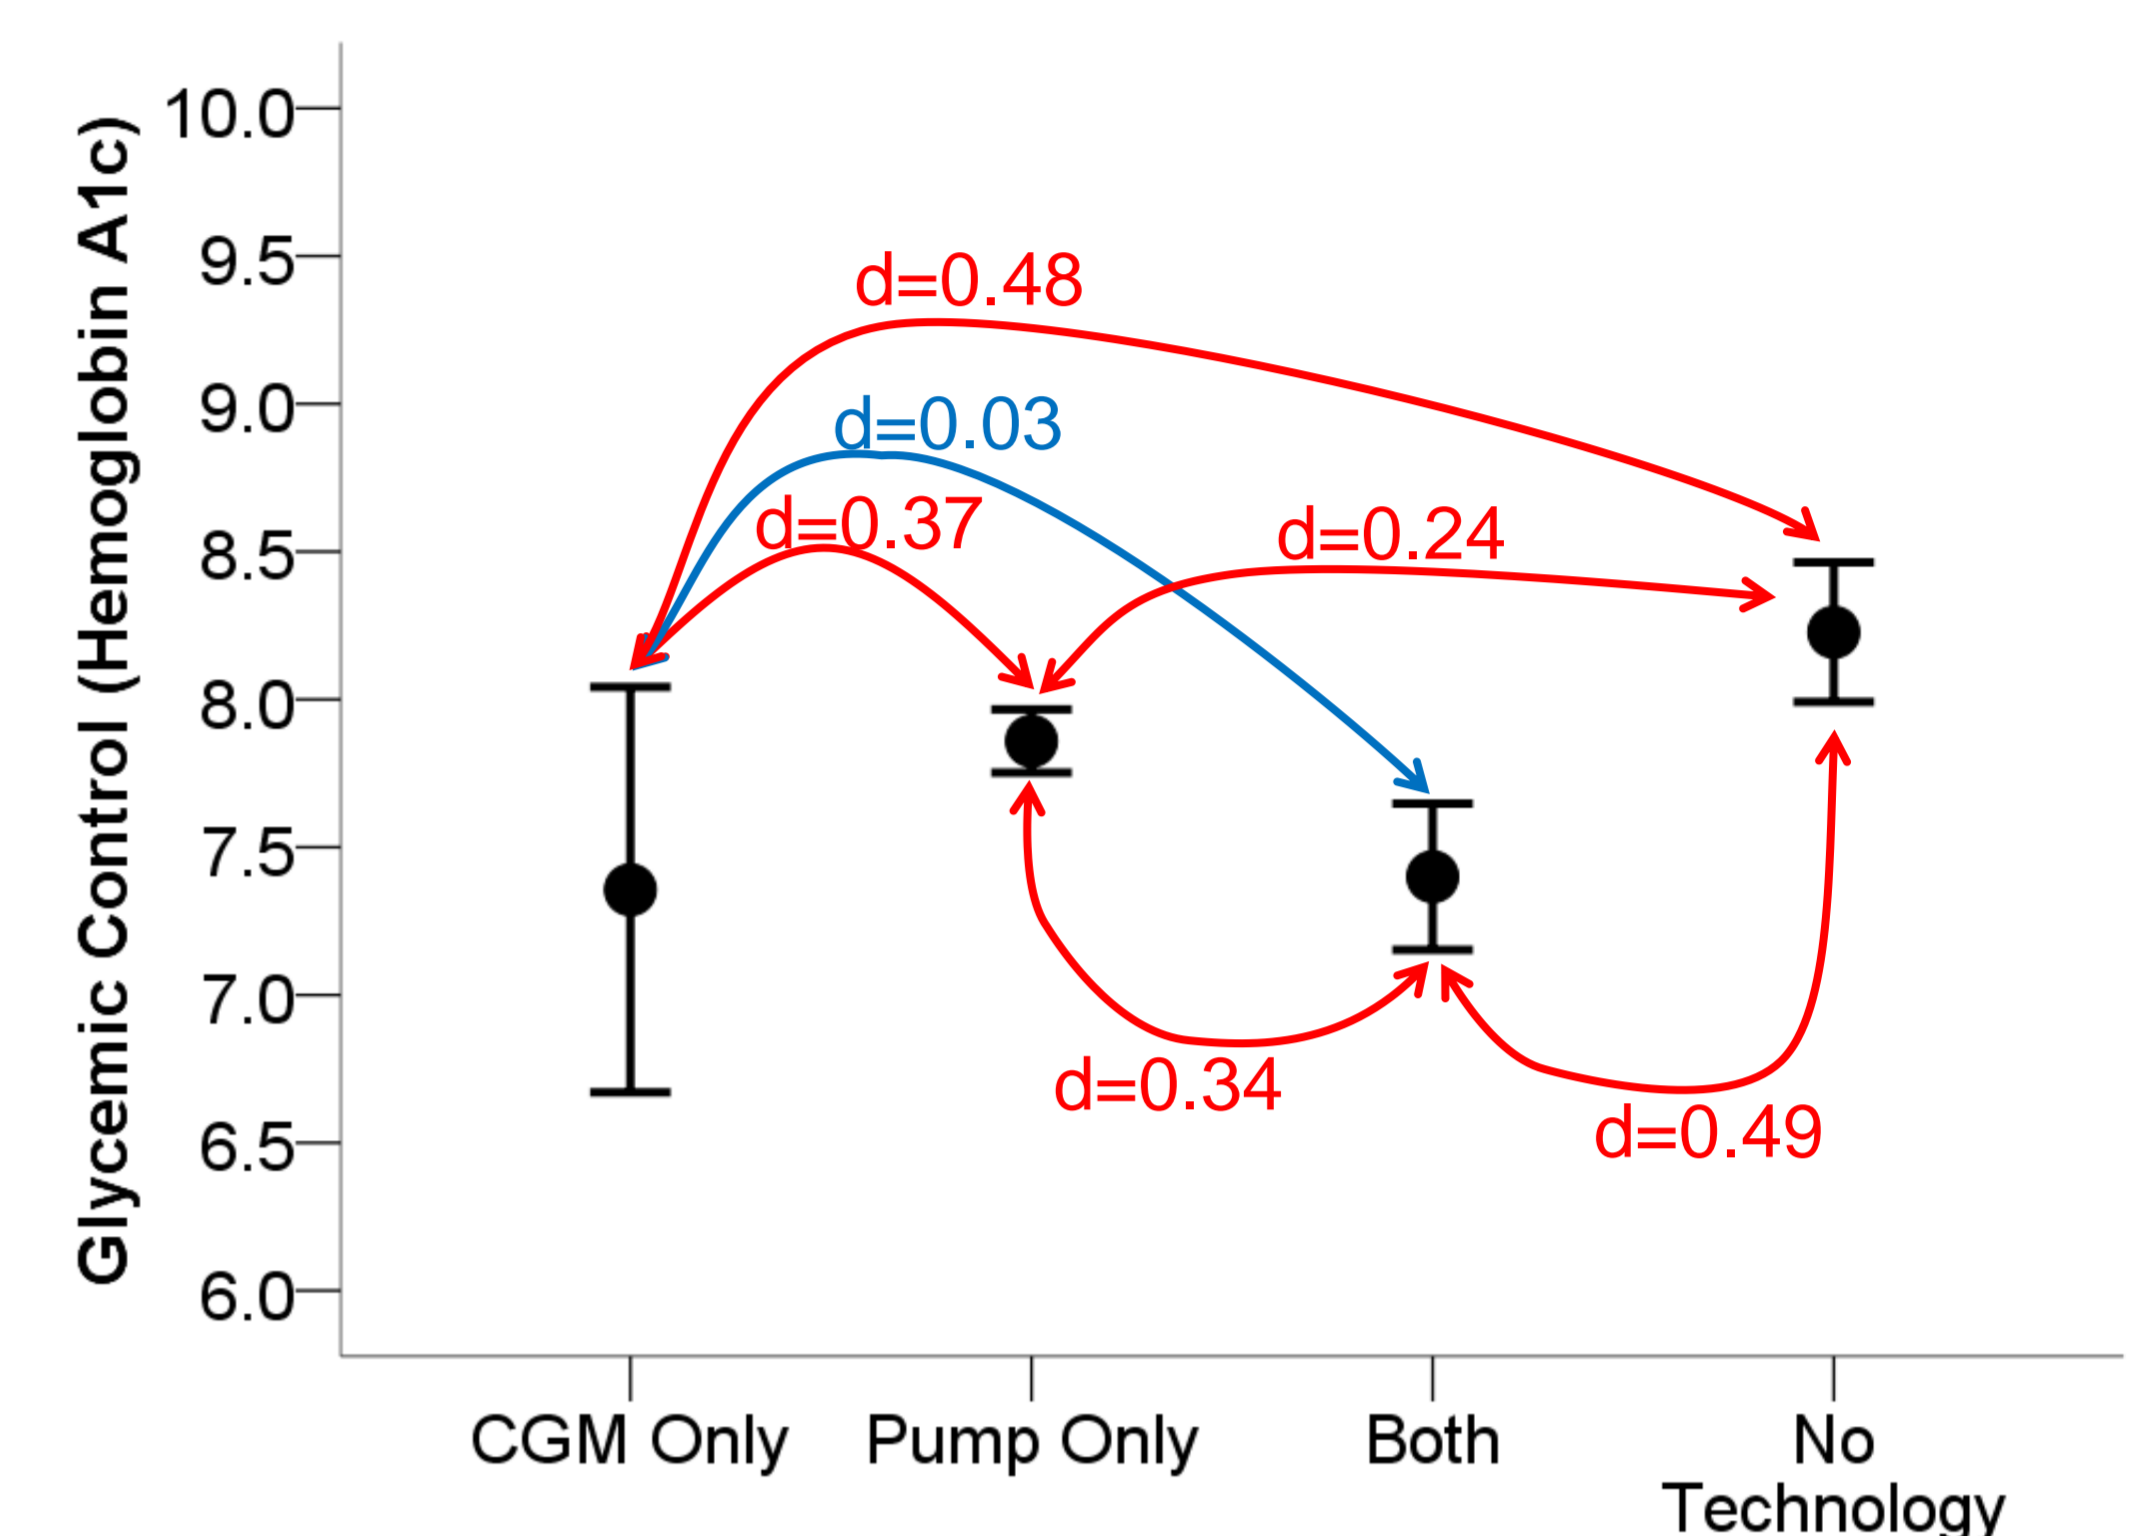 Glycemic Control (Hemoglobin A1c)
10.0
9.5
9.0
8.5
8.0
7.5
7.0
6.5
6.0
d=0.48
d=0.03
d=0.37
d=0.24
d=0.34
d=0.49
CGM Only
Pump Only
Both
No
Technology